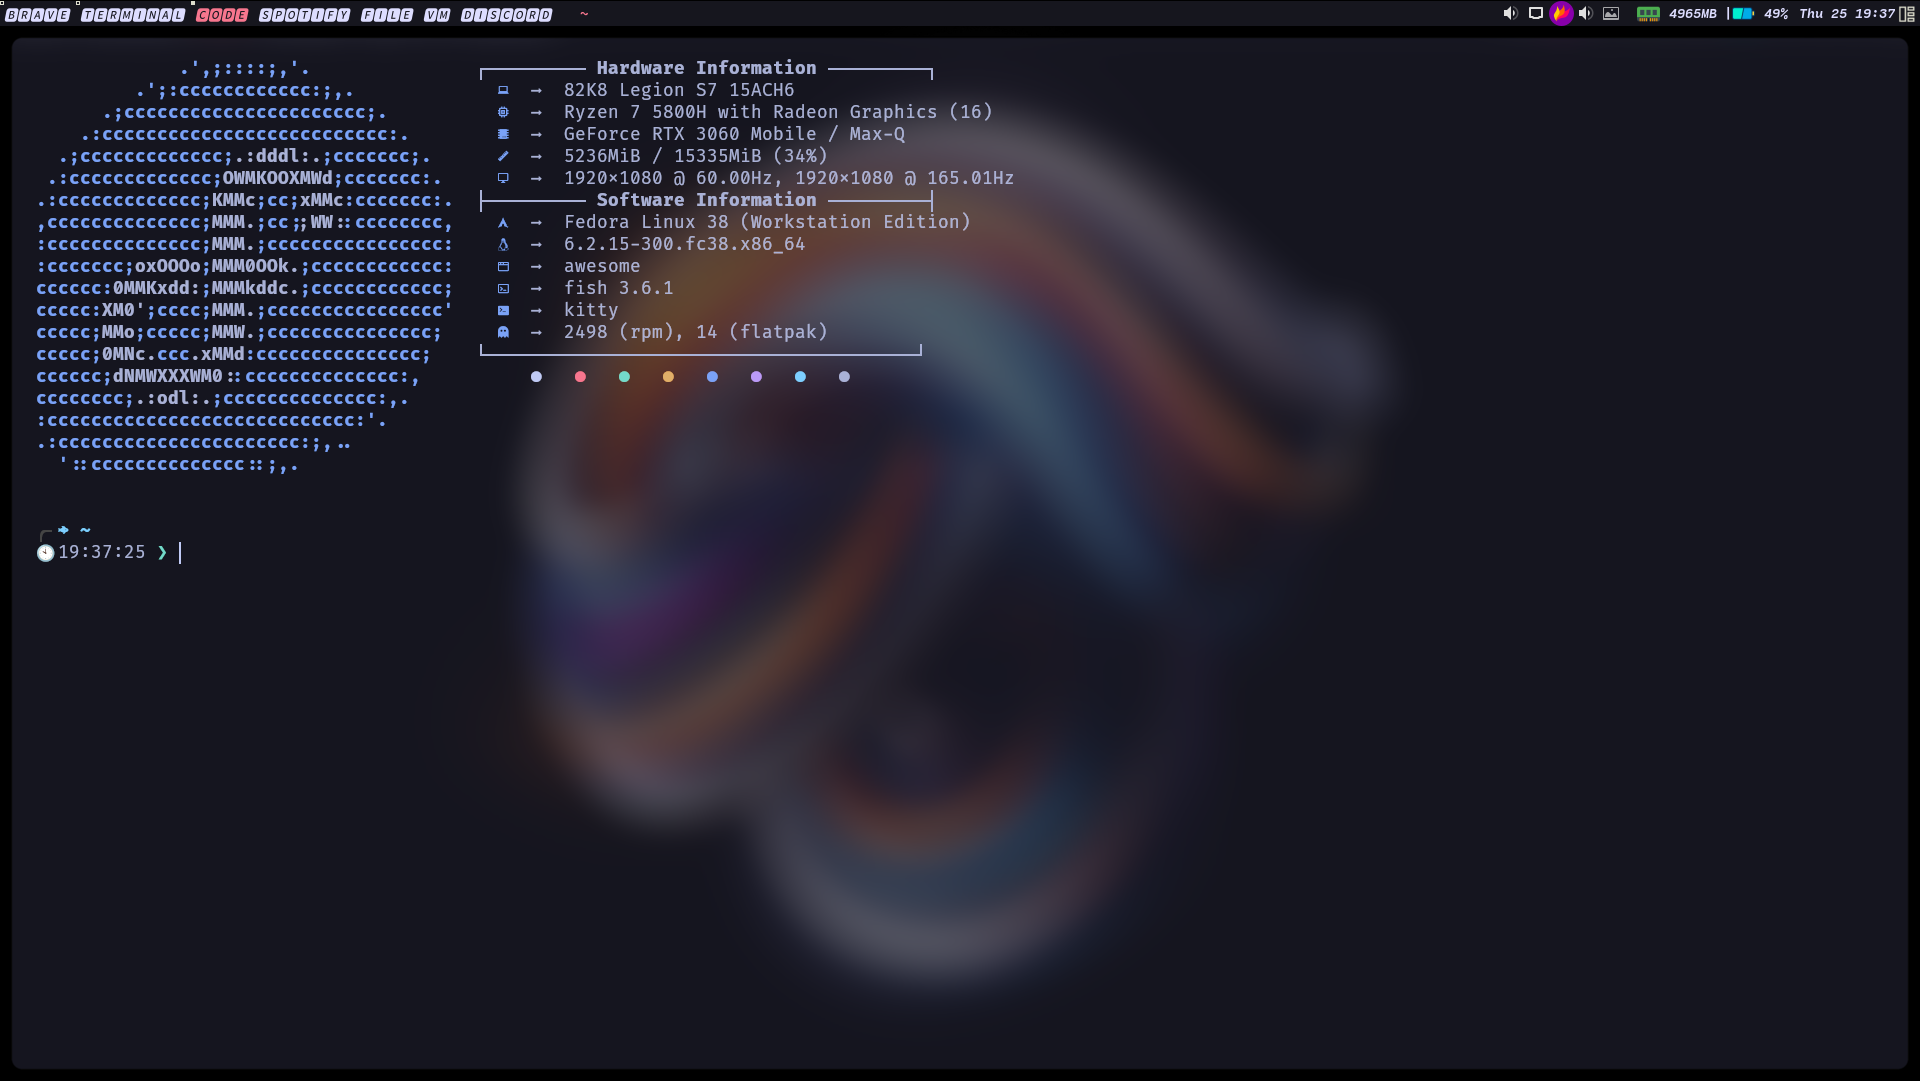 BRAVE TERMINAL CODE SPOTIFY FILE VM DISCORD ~ 4965MB 49% Thu 25 19:37
.',;::::;,'.
.';:cccccccccccc:;,.
.;cccccccccccccccccccccc;.
.:cccccccccccccccccccccccccc:.
.;ccccccccccccc;.:dddl:.;ccccccc;.
.:ccccccccccccc;OWMKOOXMWd;ccccccc:.
.:ccccccccccccc;KMMc;cc;xMMc:ccccccc:.
,cccccccccccccc;MMM.;cc;;WW::cccccccc,
:cccccccccccccc;MMM.;cccccccccccccccc:
:ccccccc;oxOOOo;MMM0OOk.;cccccccccccc:
cccccc:0MMKxdd:;MMMkddc.;cccccccccccc;
ccccc:XM0';cccc;MMM.;cccccccccccccccc'
ccccc;MMo;ccccc;MMW.;ccccccccccccccc;
ccccc;0MNc.ccc.xMMd:ccccccccccccccc;
cccccc;dNMWXXXWM0::cccccccccccccc:,
cccccccc;.:odl:.;cccccccccccccc:,.
:cccccccccccccccccccccccccccc:'.
.:cccccccccccccccccccccc:;,..
'::cccccccccccccc::;,.
Hardware Information
→ 82K8 Legion S7 15ACH6
→ Ryzen 7 5800H with Radeon Graphics (16)
→ GeForce RTX 3060 Mobile / Max-Q
→ 5236MiB / 15335MiB (34%)
→ 1920×1080 @ 60.00Hz, 1920×1080 @ 165.01Hz
Software Information
→ Fedora Linux 38 (Workstation Edition)
→ 6.2.15-300.fc38.x86_64
→ awesome
→ fish 3.6.1
→ kitty
→ 2498 (rpm), 14 (flatpak)
~
19:37:25 ❯